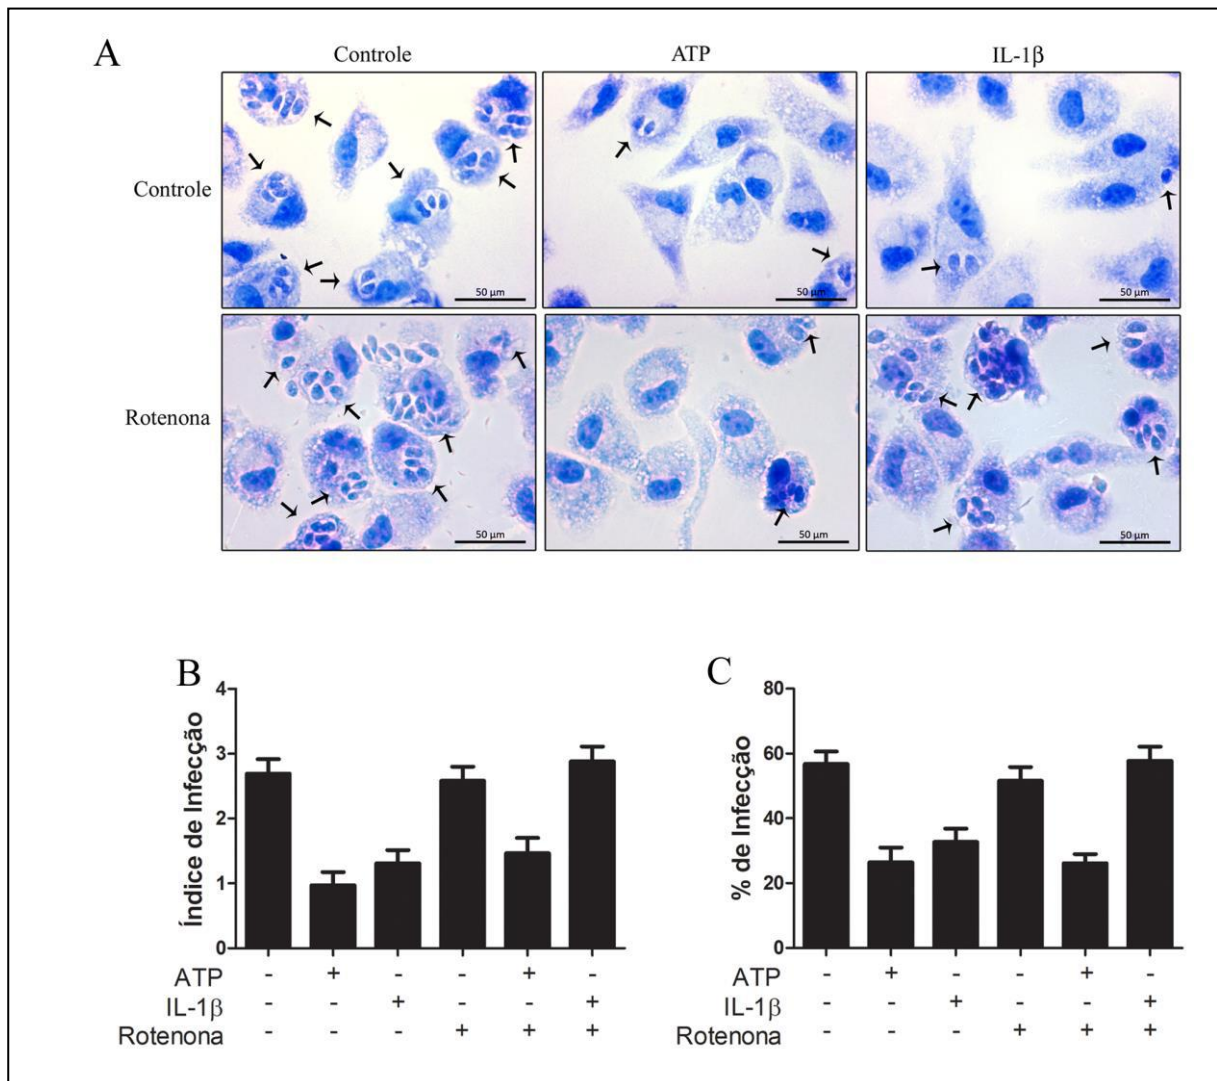 A
Controle ATP IL-1β
Controle
50 µm 50 µm 50 µm
Rotenona
50 µm 50 µm 50 µm
B
Índice de Infecção
4
3
2
1
0
ATP - + - - + -
IL-1β - - + - - +
Rotenona - - - + + +
C
% de Infecção
80
60
40
20
0
ATP - + - - + -
IL-1β - - + - - +
Rotenona - - - + + +